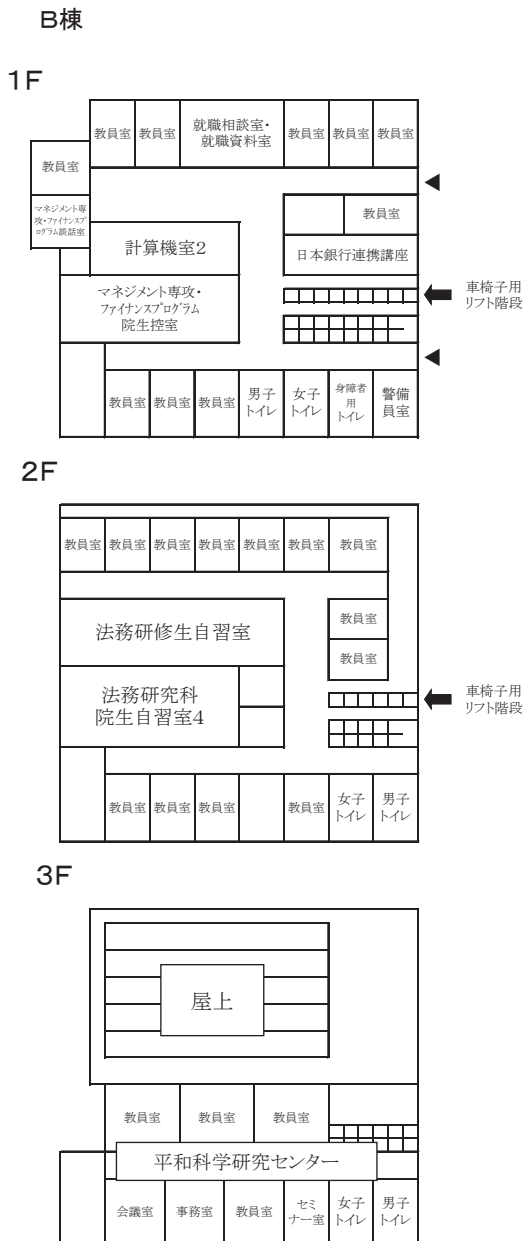 B棟
1F
教員室
教員室
就職相談室・
就職資料室
教員室
教員室
教員室
教員室
マネジメント専
攻・ファイナンスプ
ログラム談話室
教員室
計算機室2
日本銀行連携講座
マネジメント専攻・
ファイナンスプログラム
院生控室
車椅子用
リフト階段
教員室
教員室
教員室
男子
トイレ
女子
トイレ
身障者
用
トイレ
警備
員室
2F
教員室
教員室
教員室
教員室
教員室
教員室
教員室
法務研修生自習室
教員室
教員室
法務研究科
院生自習室4
車椅子用
リフト階段
教員室
教員室
教員室
教員室
女子
トイレ
男子
トイレ
3F
屋上
教員室
教員室
教員室
平和科学研究センター
会議室
事務室
教員室
セミ
ナー室
女子
トイレ
男子
トイレ